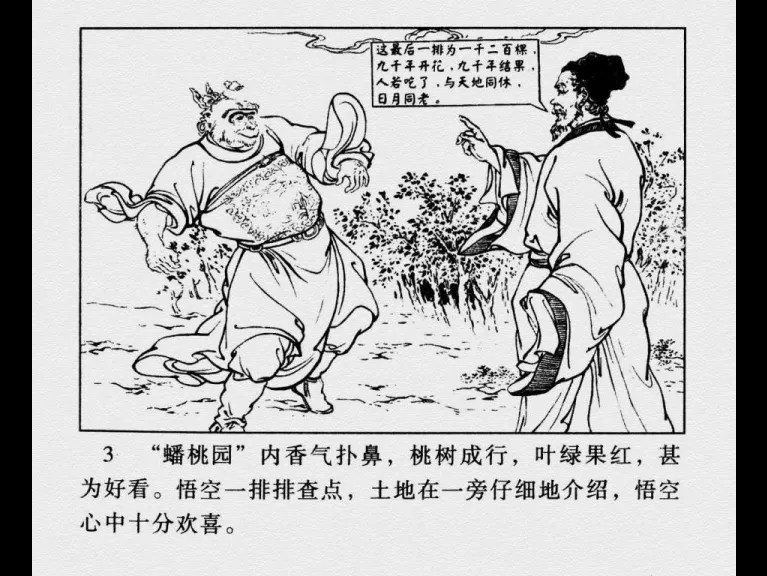 这最后一排为一千二百棵，
九千年开花，九千年结果，
人若吃了，与天地同休，
日月同老。
3 “蟠桃园”内香气扑鼻，桃树成行，叶绿果红，甚
为好看。悟空一排排查点，土地在一旁仔细地介绍，悟空
心中十分欢喜。